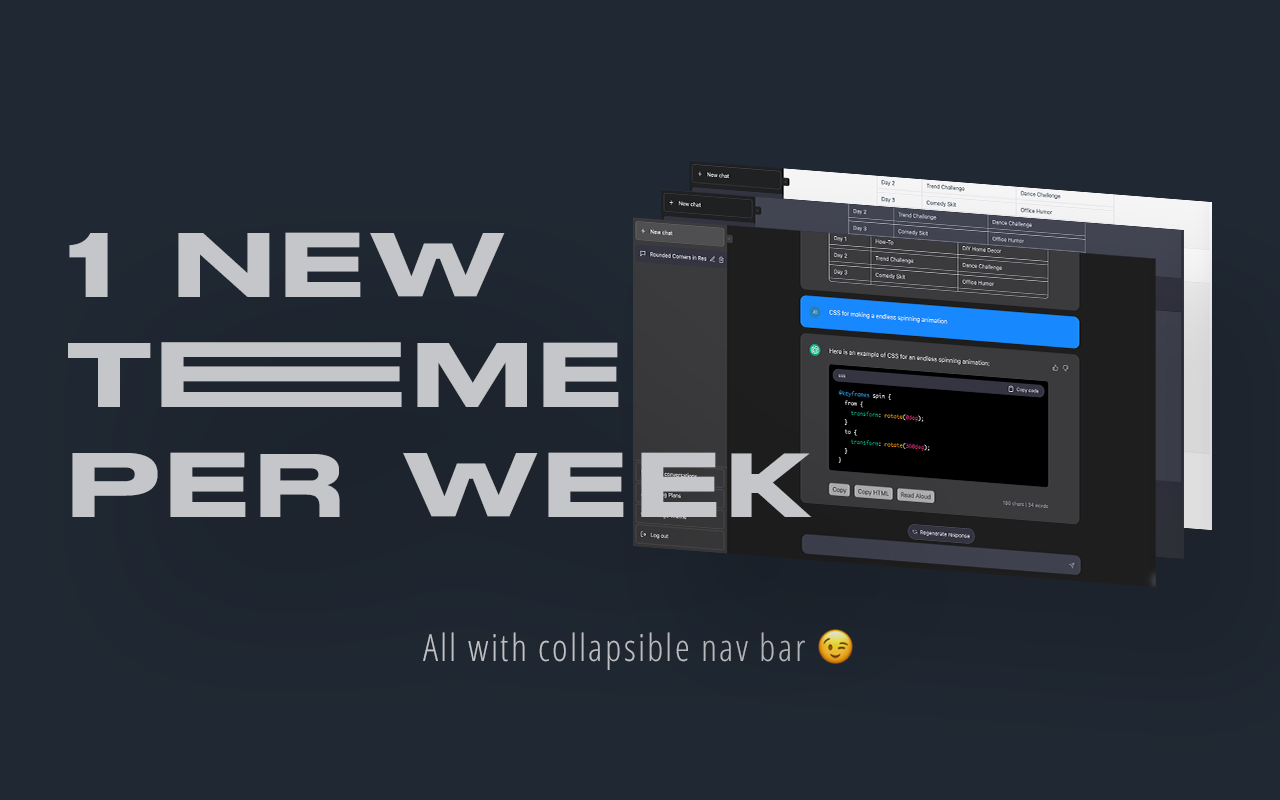 1 NEW
TEME
PER WEEK
All with collapsible nav bar 😉
+ New chat
Day 2 Trend Challenge Dance Challenge
Day 3 Comedy Skit Office Humor
+ New chat
Day 2 Trend Challenge Dance Challenge
Day 3 Comedy Skit Office Humor
+ New chat
Rounded Corners in Res
Day 1 How-To DIY Home Decor
Day 2 Trend Challenge Dance Challenge
Day 3 Comedy Skit Office Humor
CSS for making a endless spinning animation
Here is an example of CSS for an endless spinning animation:
css Copy code
@keyframes spin {
from {
transform: rotate(0deg);
}
to {
transform: rotate(360deg);
}
}
Copy Copy HTML Read Aloud
Regenerate response
conversations
Plans
Log out